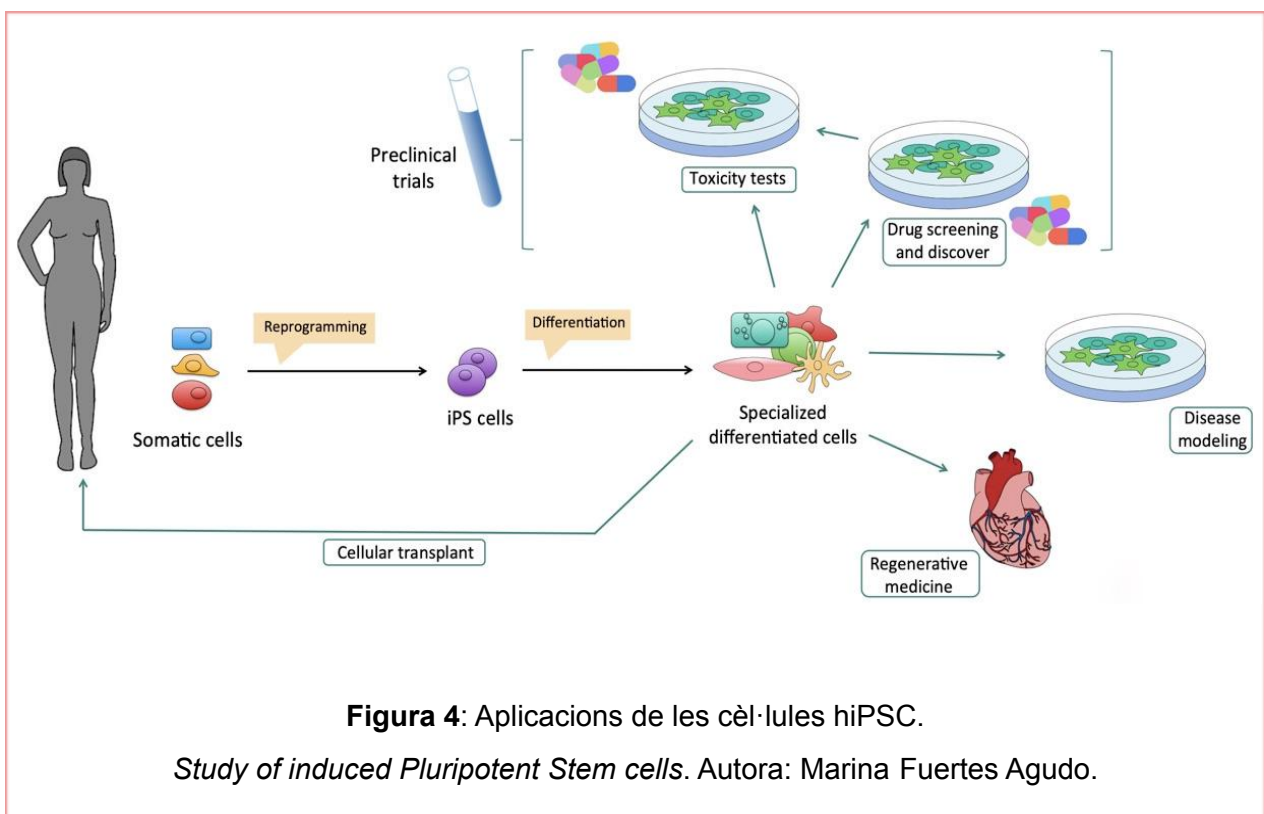 Preclinical
trials
Toxicity tests
Drug screening
and discover
Reprogramming
Differentiation
Somatic cells
iPS cells
Specialized
differentiated cells
Disease
modeling
Cellular transplant
Regenerative
medicine
Figura 4: Aplicacions de les cèl·lules hiPSC.
Study of induced Pluripotent Stem cells. Autora: Marina Fuertes Agudo.